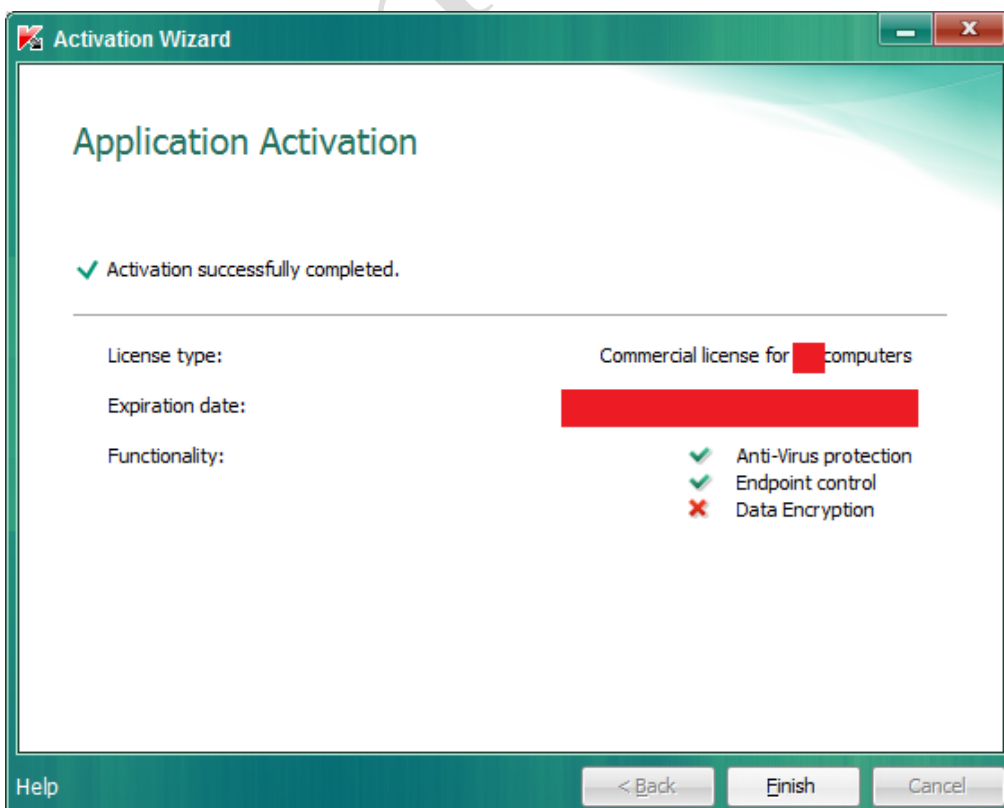 Activation Wizard
Application Activation
Activation successfully completed.
License type: Commercial license for computers
Expiration date:
Functionality: Anti-Virus protection
Endpoint control
Data Encryption
Help < Back Finish Cancel